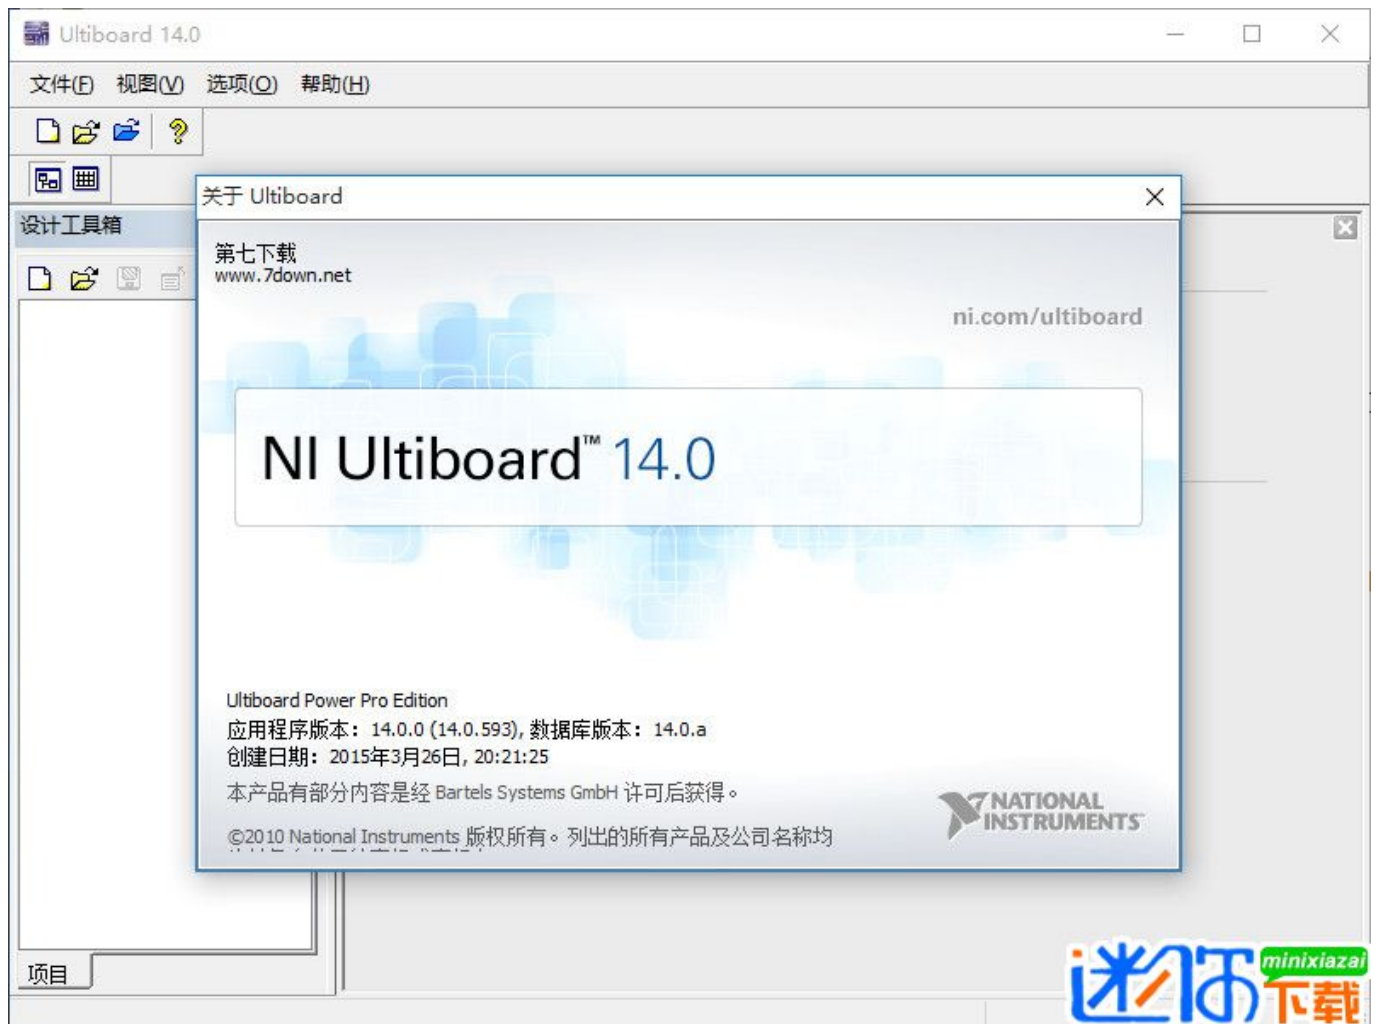 Ultiboard 14.0
文件(F) 视图(V) 选项(O) 帮助(H)
设计工具箱
关于 Ultiboard
第七下载
www.7down.net
ni.com/ultiboard
NI Ultiboard™ 14.0
Ultiboard Power Pro Edition
应用程序版本：14.0.0 (14.0.593), 数据库版本：14.0.a
创建日期：2015年3月26日, 20:21:25
本产品有部分内容是经 Bartels Systems GmbH 许可后获得。
©2010 National Instruments 版权所有。列出的所有产品及公司名称均
NATIONAL
INSTRUMENTS
项目
迷你下载
minixiazai